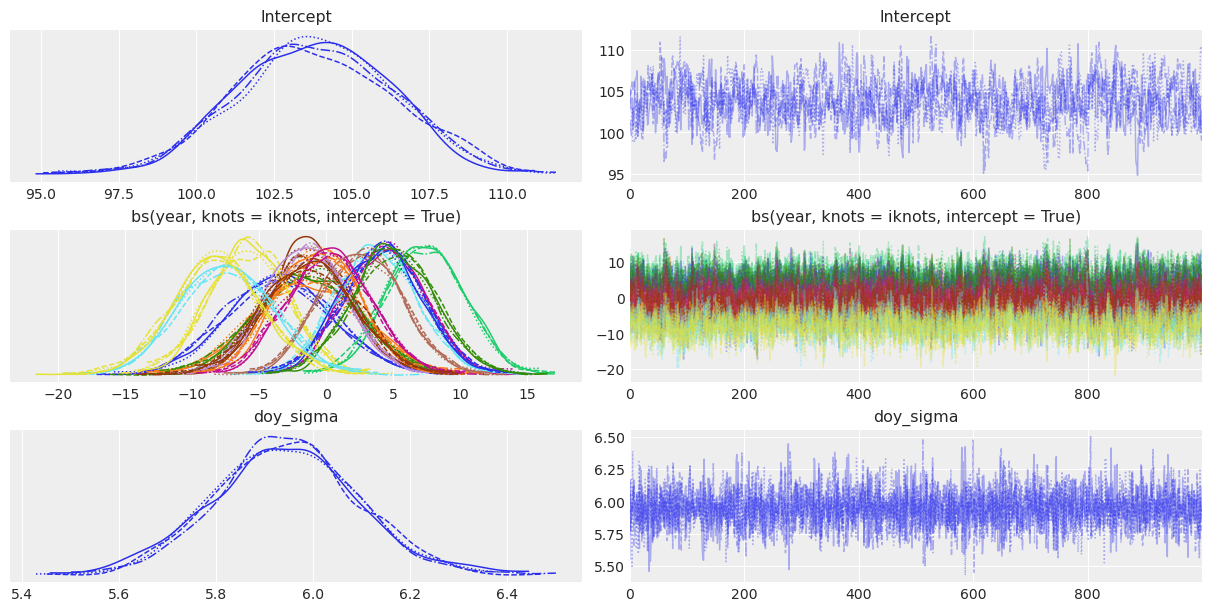 Intercept
Intercept
110
105
100
95
95.0 97.5 100.0 102.5 105.0 107.5 110.0
0 200 400 600 800
bs(year, knots = iknots, intercept = True)
bs(year, knots = iknots, intercept = True)
10
0
−10
−20
−20 −15 −10 −5 0 5 10 15
0 200 400 600 800
doy_sigma
doy_sigma
6.50
6.25
6.00
5.75
5.50
5.4 5.6 5.8 6.0 6.2 6.4
0 200 400 600 800